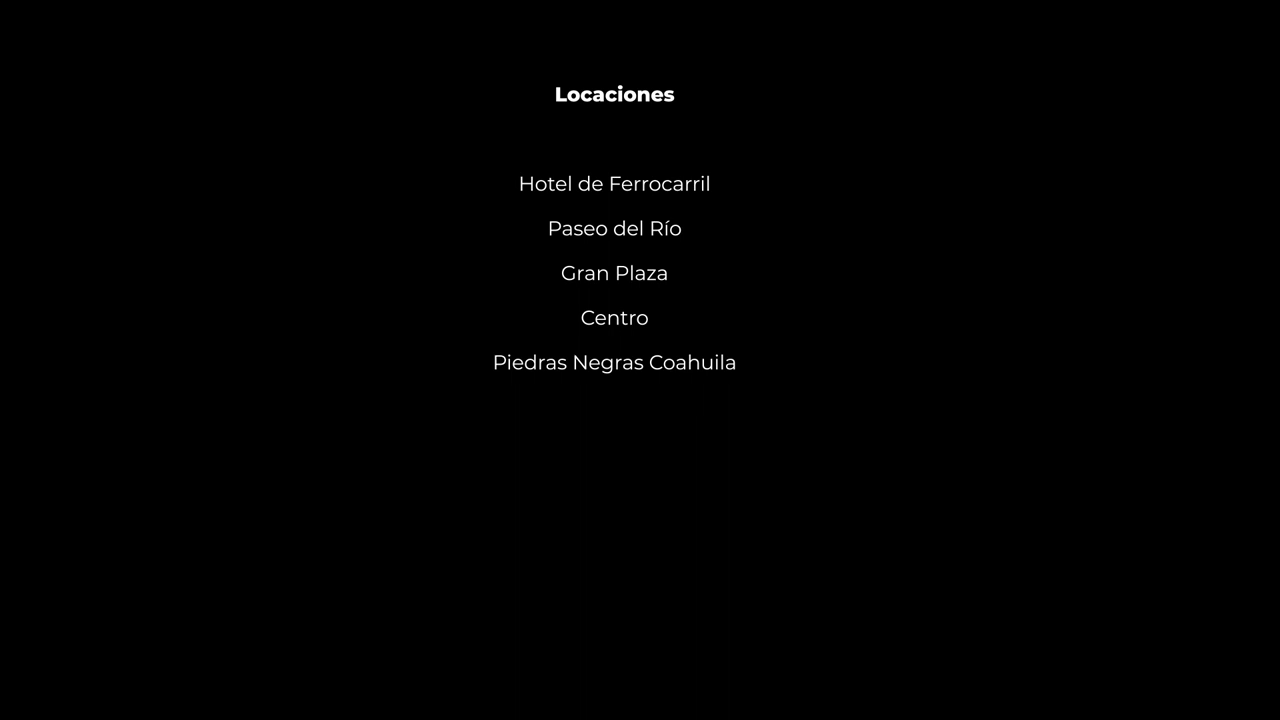 Locaciones
Hotel de Ferrocarril
Paseo del Río
Gran Plaza
Centro
Piedras Negras Coahuila